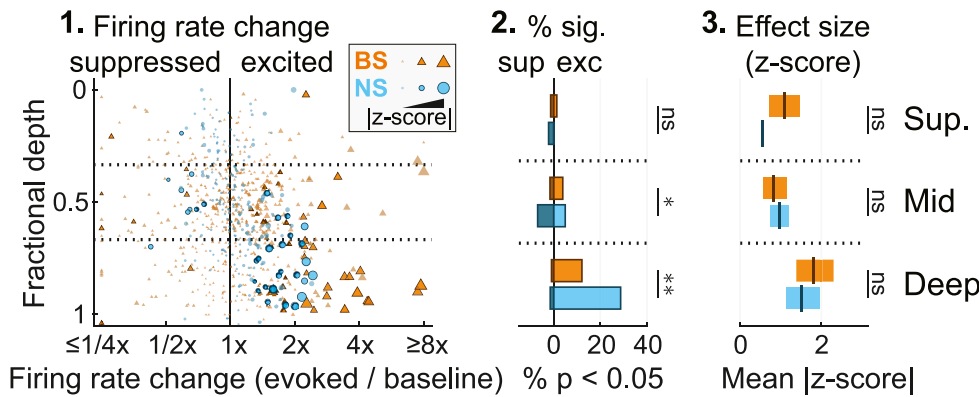 1. Firing rate change
suppressed excited
BS
NS
|z-score|
Fractional depth
0
0.5
1
≤1/4x 1/2x 1x 2x 4x ≥8x
Firing rate change (evoked / baseline)
2. % sig.
sup exc
ns
*
**
0 20 40
% p < 0.05
3. Effect size
(z-score)
ns Sup.
ns Mid
ns Deep
0 2
Mean |z-score|